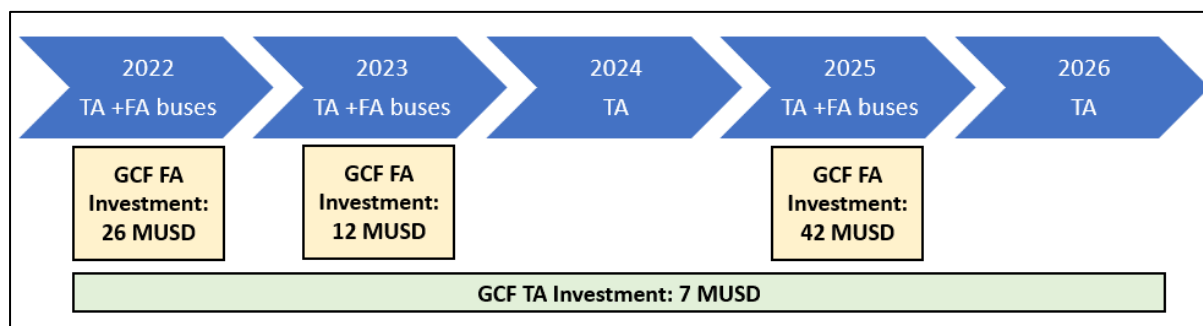 2022
TA +FA buses
2023
TA +FA buses
2024
TA
2025
TA +FA buses
2026
TA
GCF FA
Investment:
26 MUSD
GCF FA
Investment:
12 MUSD
GCF FA
Investment:
42 MUSD
GCF TA Investment: 7 MUSD